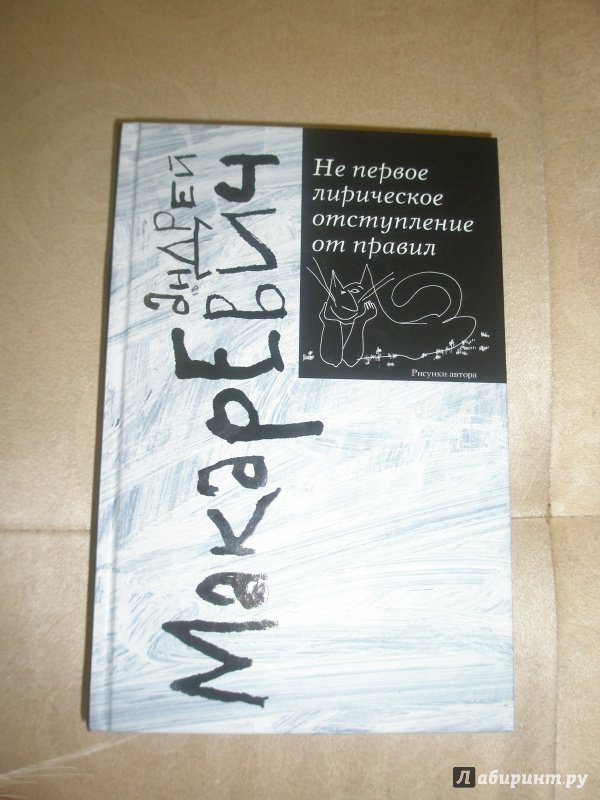 Андрей
Макаревич
Не первое
лирическое
отступление
от правил
Рисунки автора
Лабиринт.ру